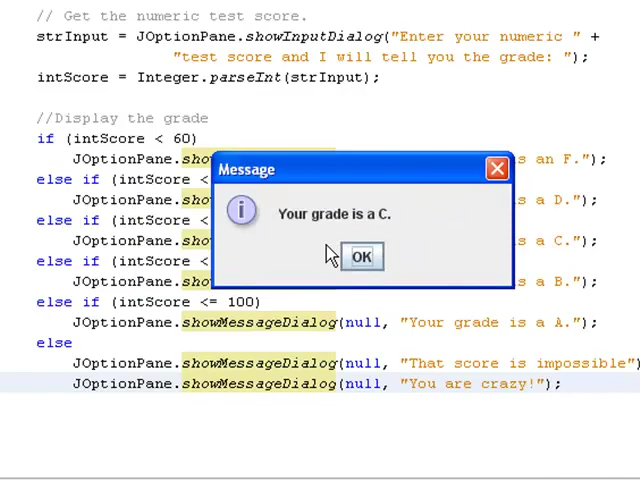 // Get the numeric test score.
strInput = JOptionPane.showInputDialog("Enter your numeric " +
"test score and I will tell you the grade: ");
intScore = Integer.parseInt(strInput);
//Display the grade
if (intScore < 60)
JOptionPane.sho is an F.");
else if (intScore <
JOptionPane.sho is a D.");
else if (intScore <
JOptionPane.sho is a C.");
else if (intScore <
JOptionPane.sho is a B.");
else if (intScore <= 100)
JOptionPane.showMessageDialog(null, "Your grade is a A.");
else
JOptionPane.showMessageDialog(null, "That score is impossible")
JOptionPane.showMessageDialog(null, "You are crazy!");
Message
Your grade is a C.
OK